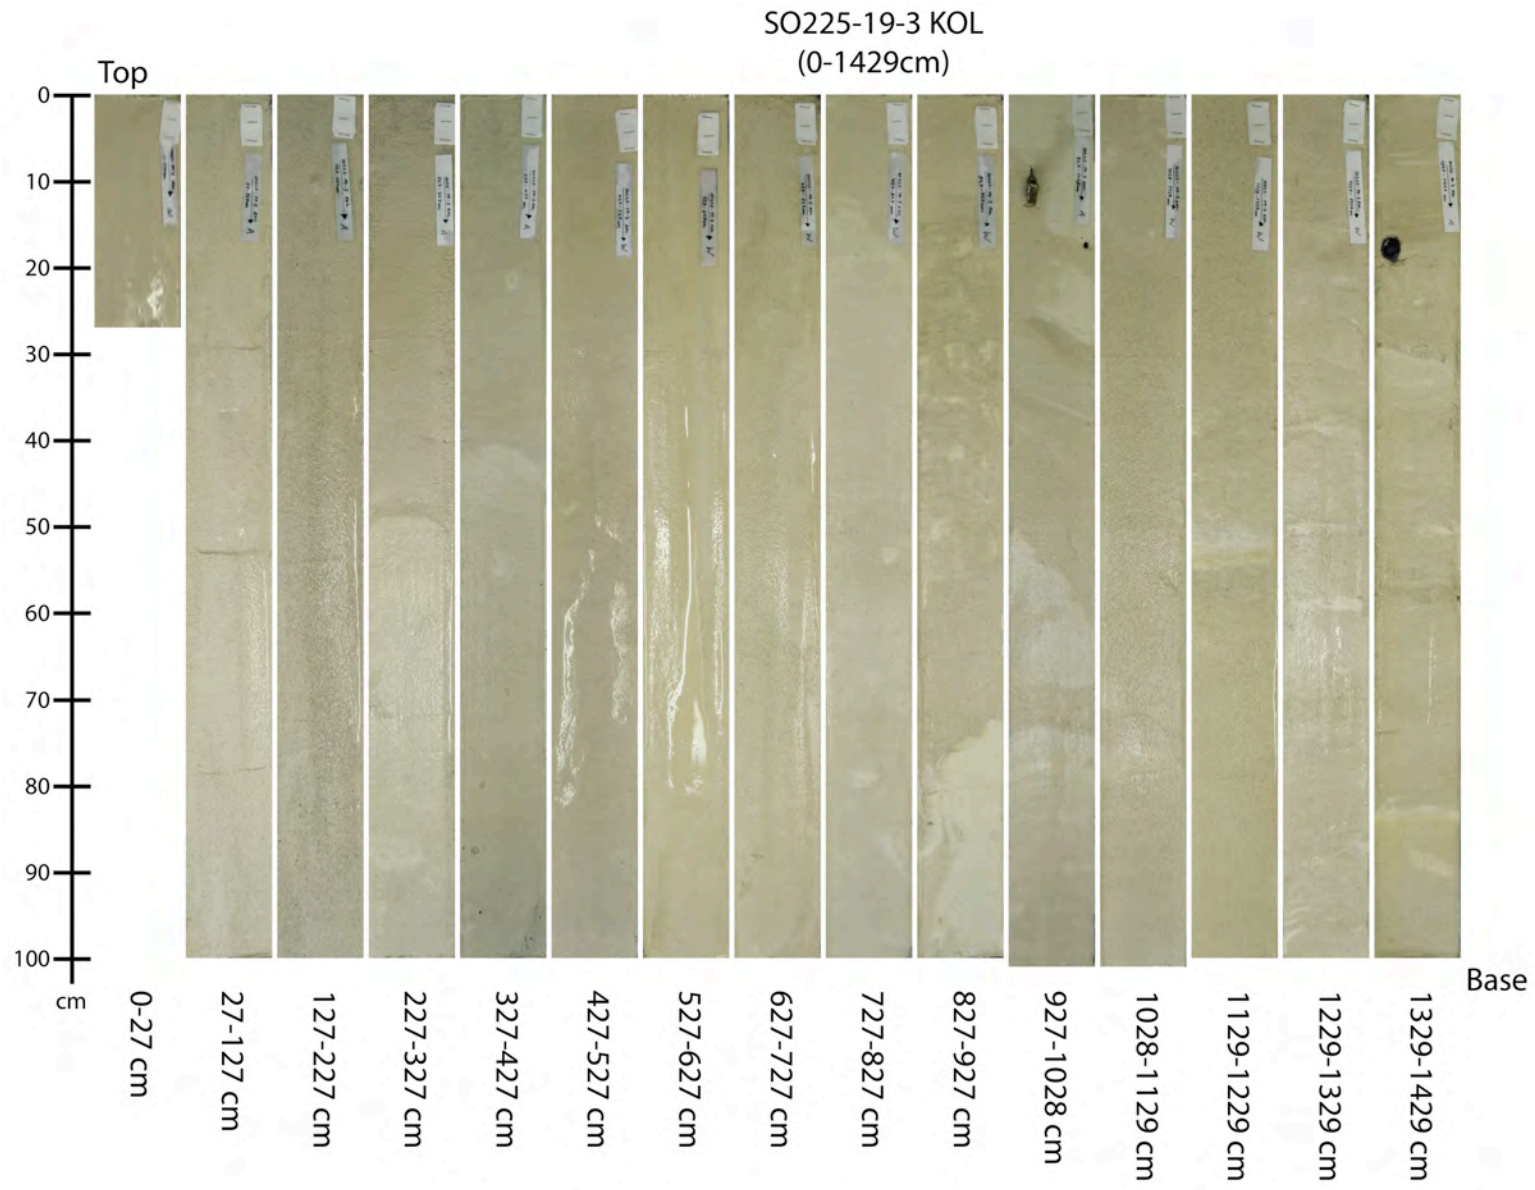 SO225-19-3 KOL
(0-1429cm)
Top
0
10
20
30
40
50
60
70
80
90
100
cm
Base
0-27 cm
27-127 cm
127-227 cm
227-327 cm
327-427 cm
427-527 cm
527-627 cm
627-727 cm
727-827 cm
827-927 cm
927-1028 cm
1028-1129 cm
1129-1229 cm
1229-1329 cm
1329-1429 cm